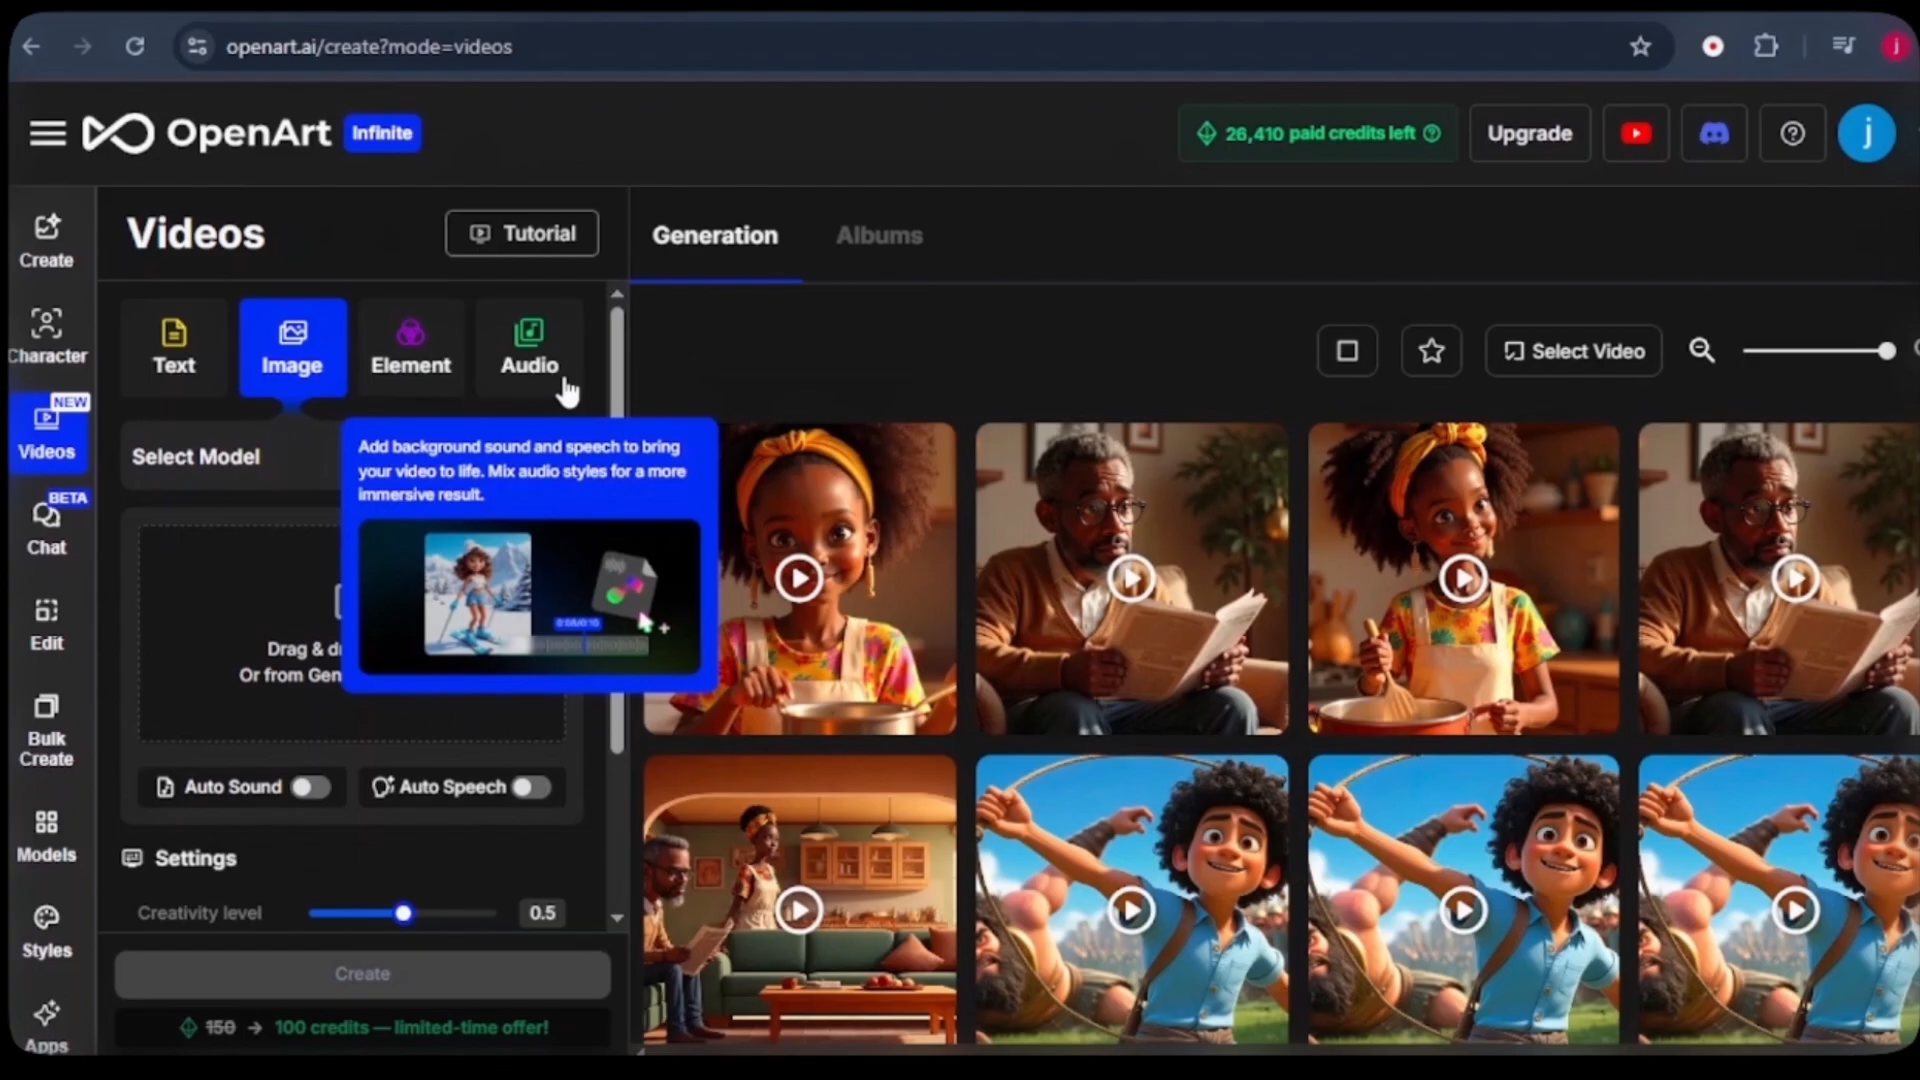 openart.ai/create?mode=videos
j
OpenArt
Infinite
26,410 paid credits left
Upgrade
j
Create
Character
NEW
Videos
BETA
Chat
Edit
Bulk
Create
Models
Styles
Apps
Videos
Tutorial
Text
Image
Element
Audio
Select Model
Add background sound and speech to bring
your video to life. Mix audio styles for a more
immersive result.
Drag & d
Or from Gen
Auto Sound
Auto Speech
Settings
Creativity level
0.5
Create
150 → 100 credits — limited-time offer!
Generation
Albums
Select Video